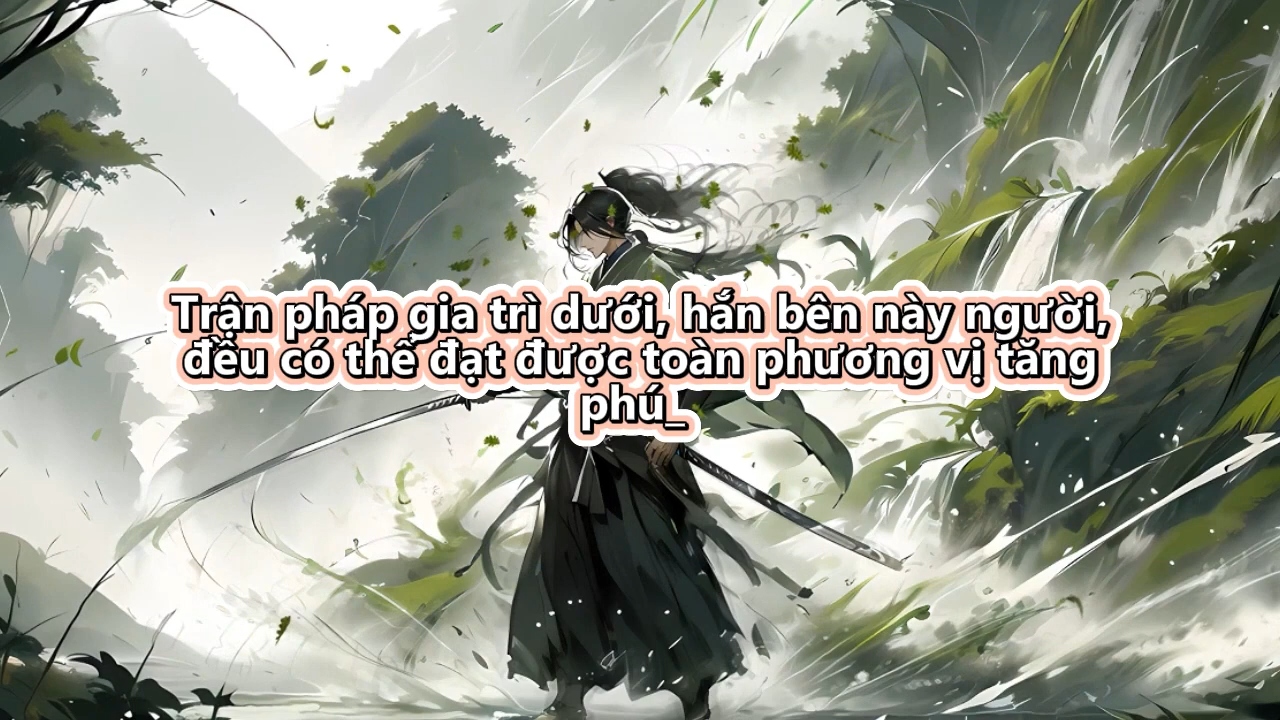 Trận pháp gia trì dưới, hắn bên này người,
đều có thể đạt được toàn phương vị tăng
phú_